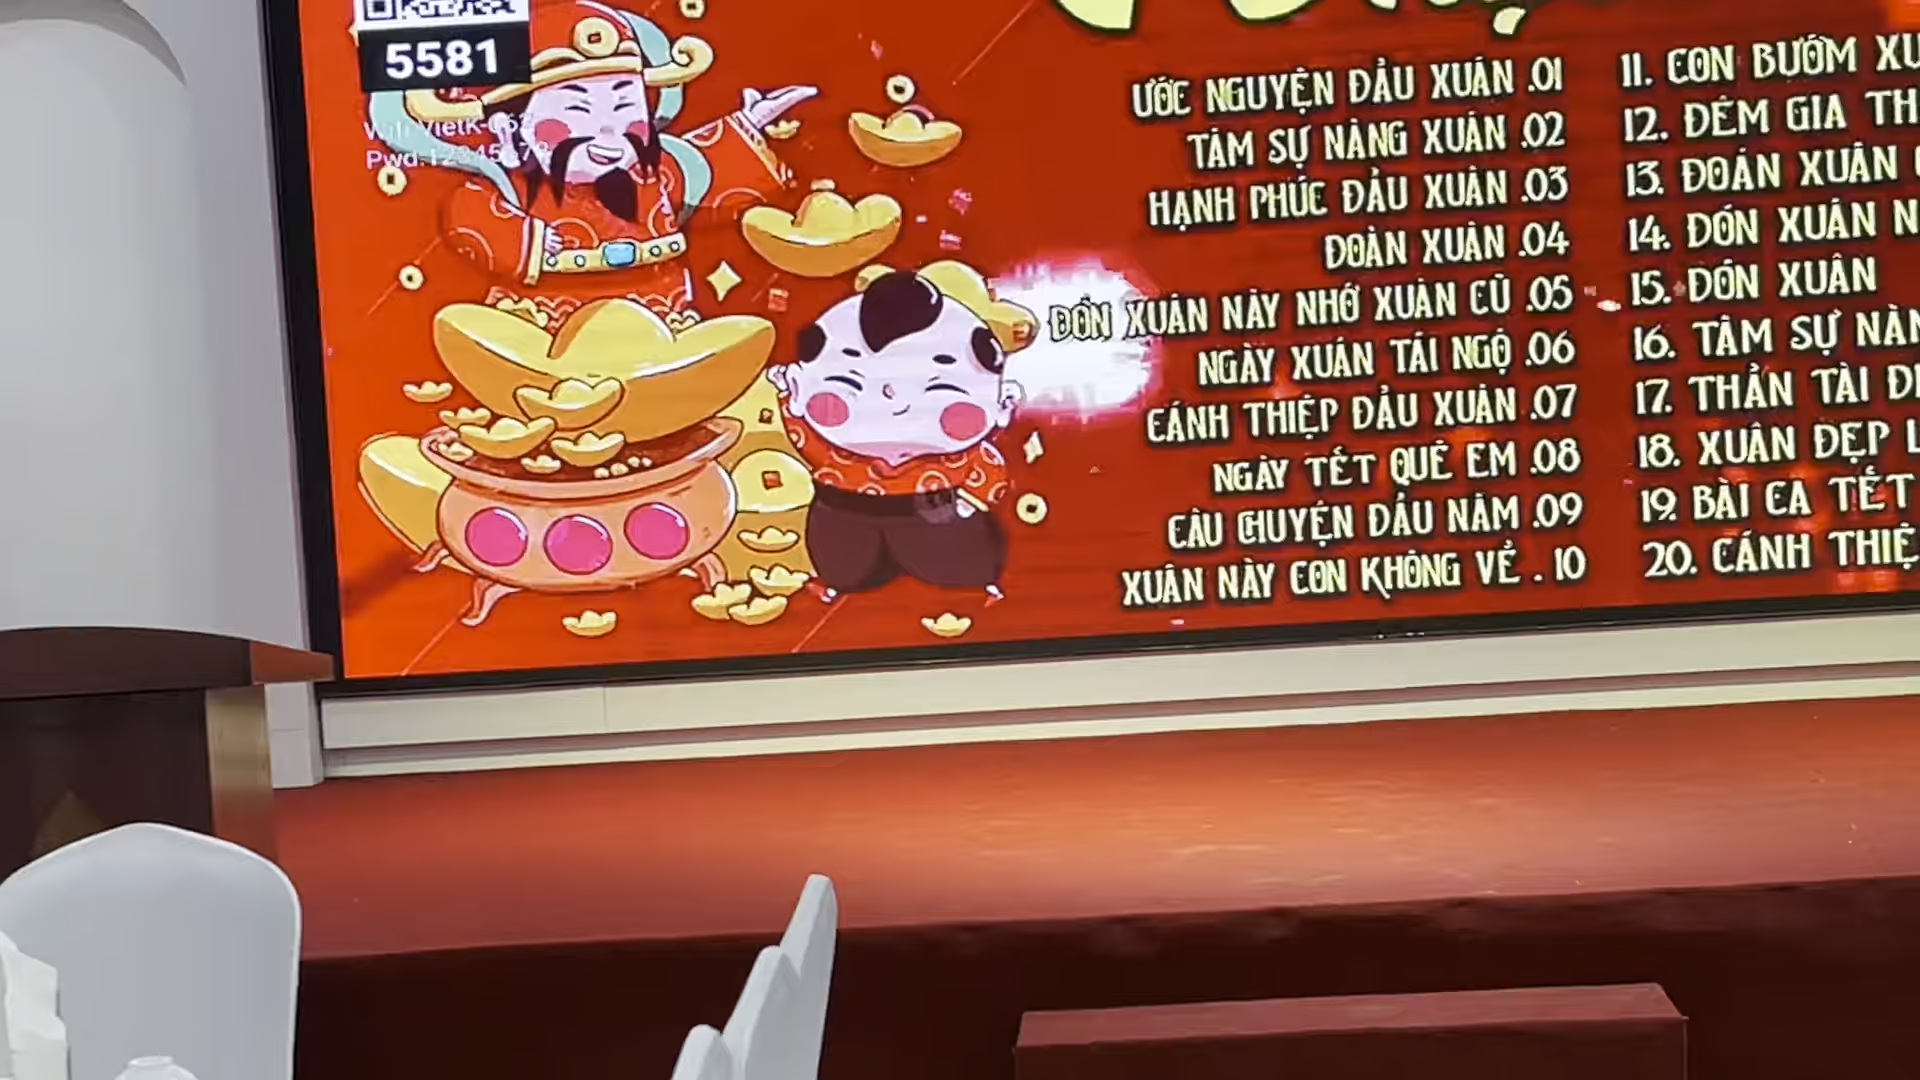 5581
ƯỚC NGUYỆN ĐẦU XUÂN .01
TÂM SỰ NÀNG XUÂN .02
HẠNH PHÚC ĐẦU XUÂN .03
ĐOẢN XUÂN .04
ĐÓN XUÂN NÀY NHỚ XUÂN CŨ .05
NGÀY XUÂN TÁI NGỘ .06
CÁNH THIỆP ĐẦU XUÂN .07
NGÀY TẾT QUÊ EM .08
CÂU CHUYỆN ĐẦU NĂM .09
XUÂN NÀY CON KHÔNG VỀ . 10
11. CON BƯỚM XU
12. ĐÊM GIA TH
13. ĐOẢN XUÂN
14. ĐÓN XUÂN N
15. ĐÓN XUÂN
16. TÂM SỰ NÀN
17. THẦN TÀI Đ
18. XUÂN ĐẸP L
19. BÀI CA TẾT
20. CÁNH THIỆ